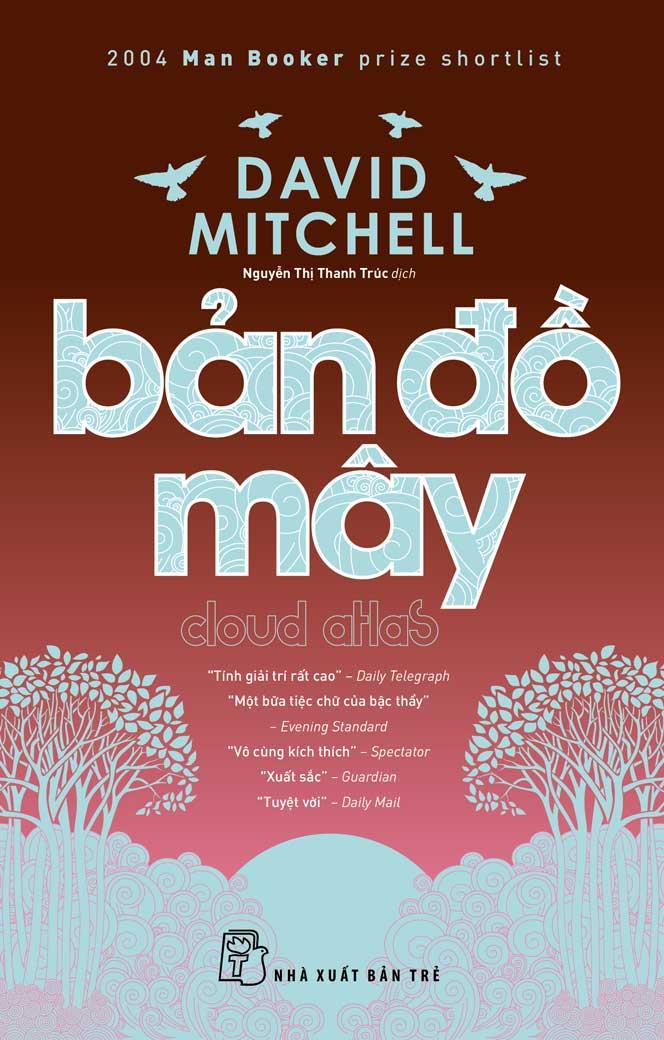 2004 Man Booker prize shortlist
DAVID
MITCHELL
Nguyễn Thị Thanh Trúc dịch
bản đồ
mây
cloud atlas
"Tính giải trí rất cao" – Daily Telegraph
"Một bữa tiệc chữ của bậc thầy"
– Evening Standard
"Vô cùng kích thích" – Spectator
"Xuất sắc" – Guardian
"Tuyệt vời" – Daily Mail
T NHÀ XUẤT BẢN TRẺ